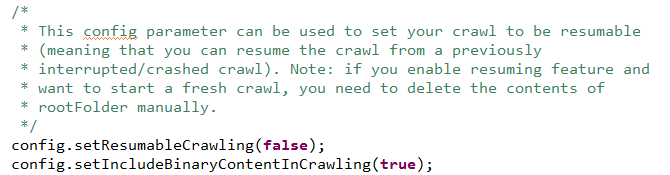 /*
* This config parameter can be used to set your crawl to be resumable
* (meaning that you can resume the crawl from a previously
* interrupted/crashed crawl). Note: if you enable resuming feature and
* want to start a fresh crawl, you need to delete the contents of
* rootFolder manually.
*/
config.setResumableCrawling(false);
config.setIncludeBinaryContentInCrawling(true);